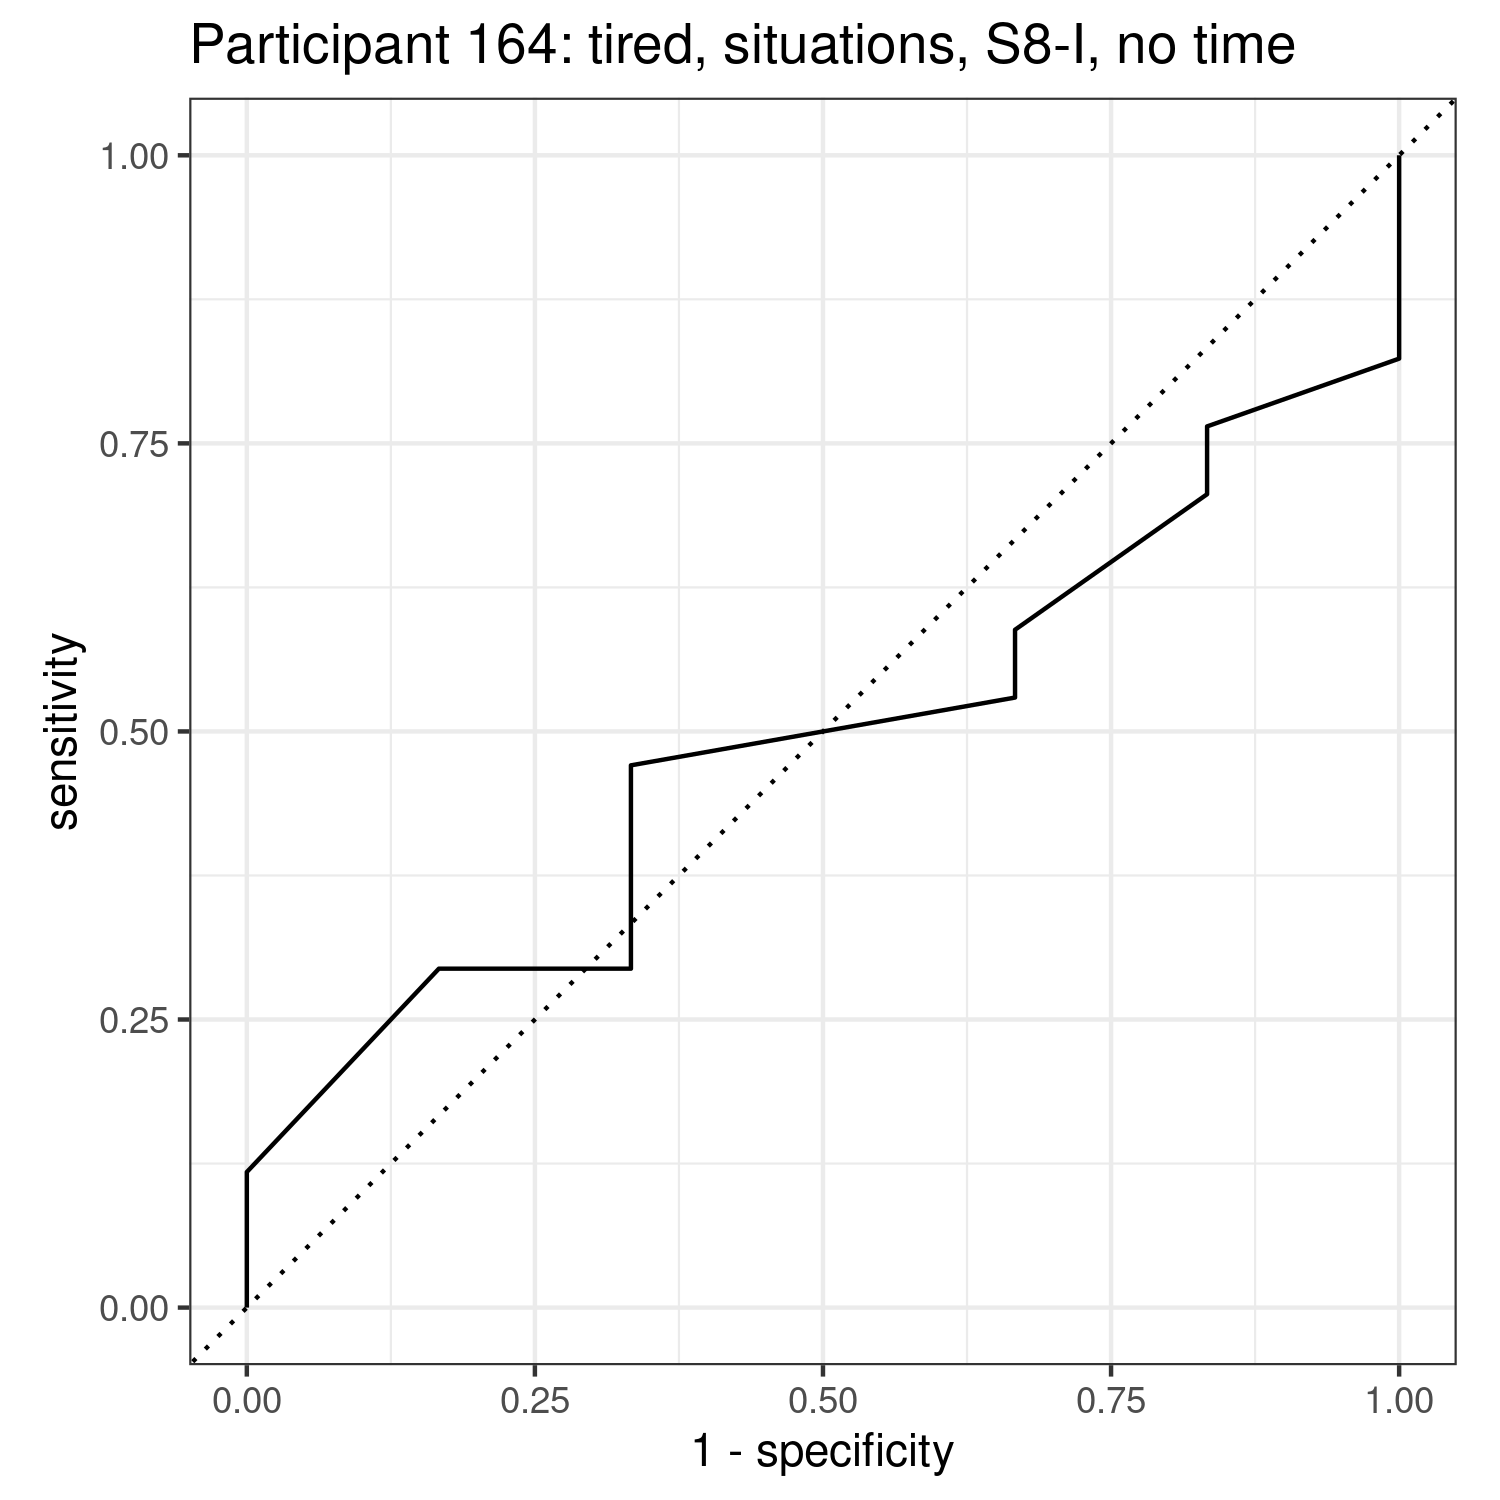 Participant 164: tired, situations, S8-I, no time
1.00
0.75
0.50
0.25
0.00
sensitivity
0.00 0.25 0.50 0.75 1.00
1 - specificity